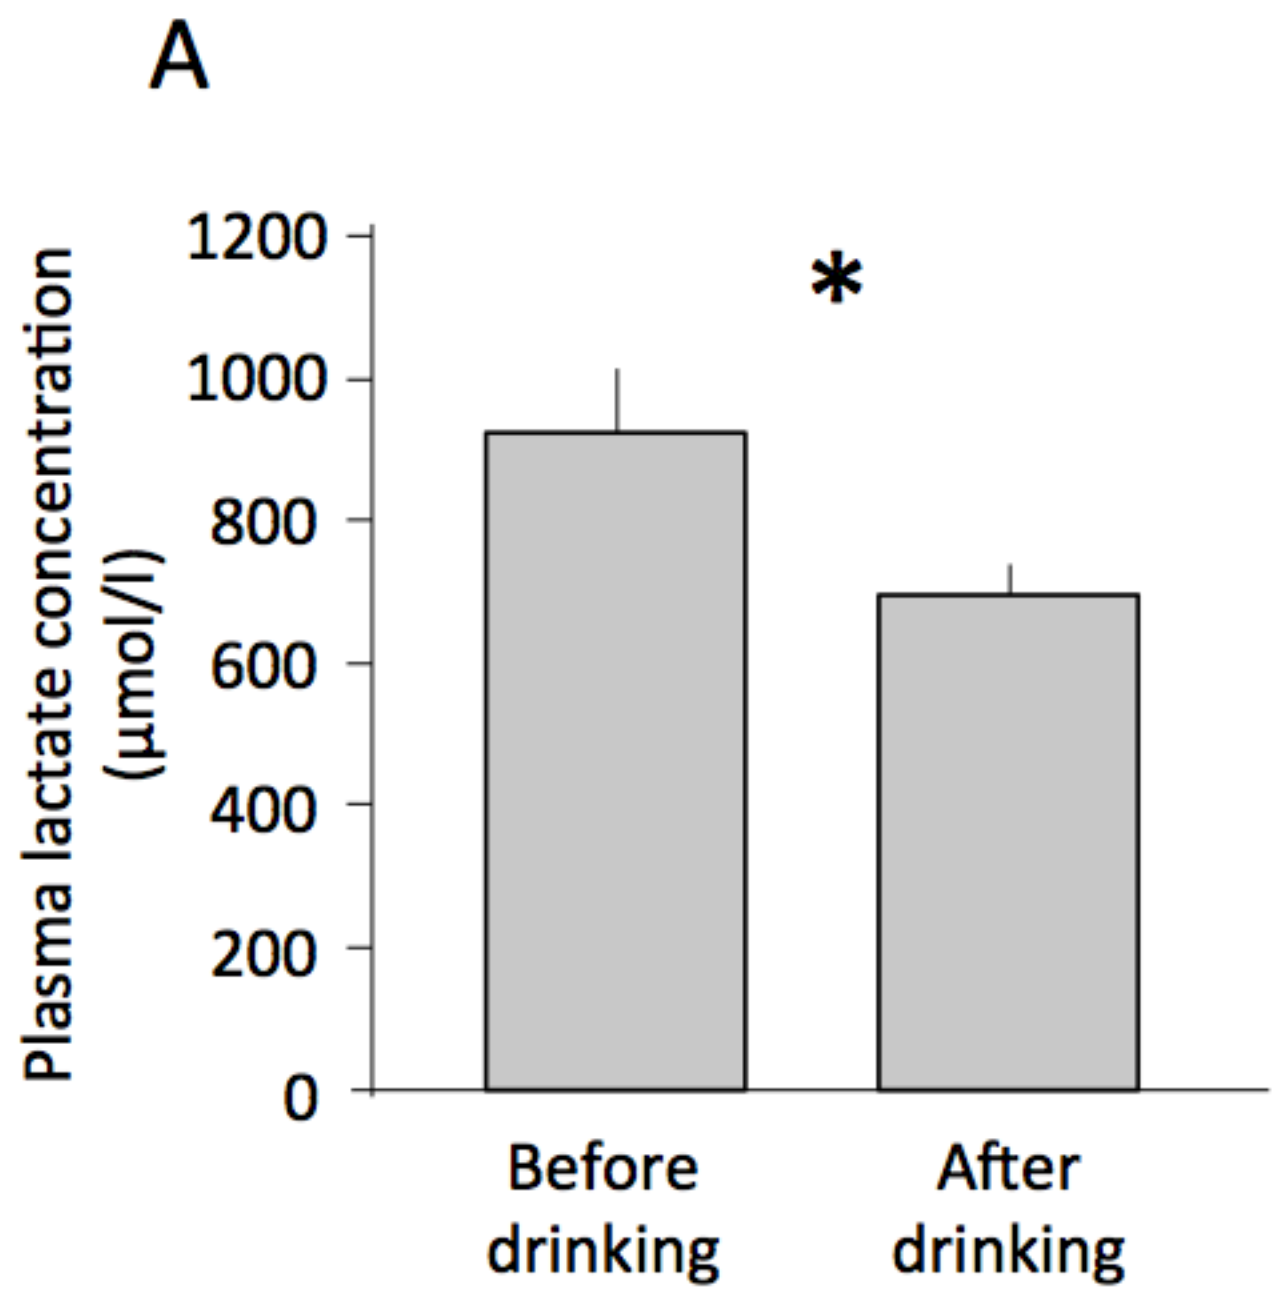 A
Plasma lactate concentration
(µmol/l)
1200
1000
800
600
400
200
0
*
Before
drinking
After
drinking